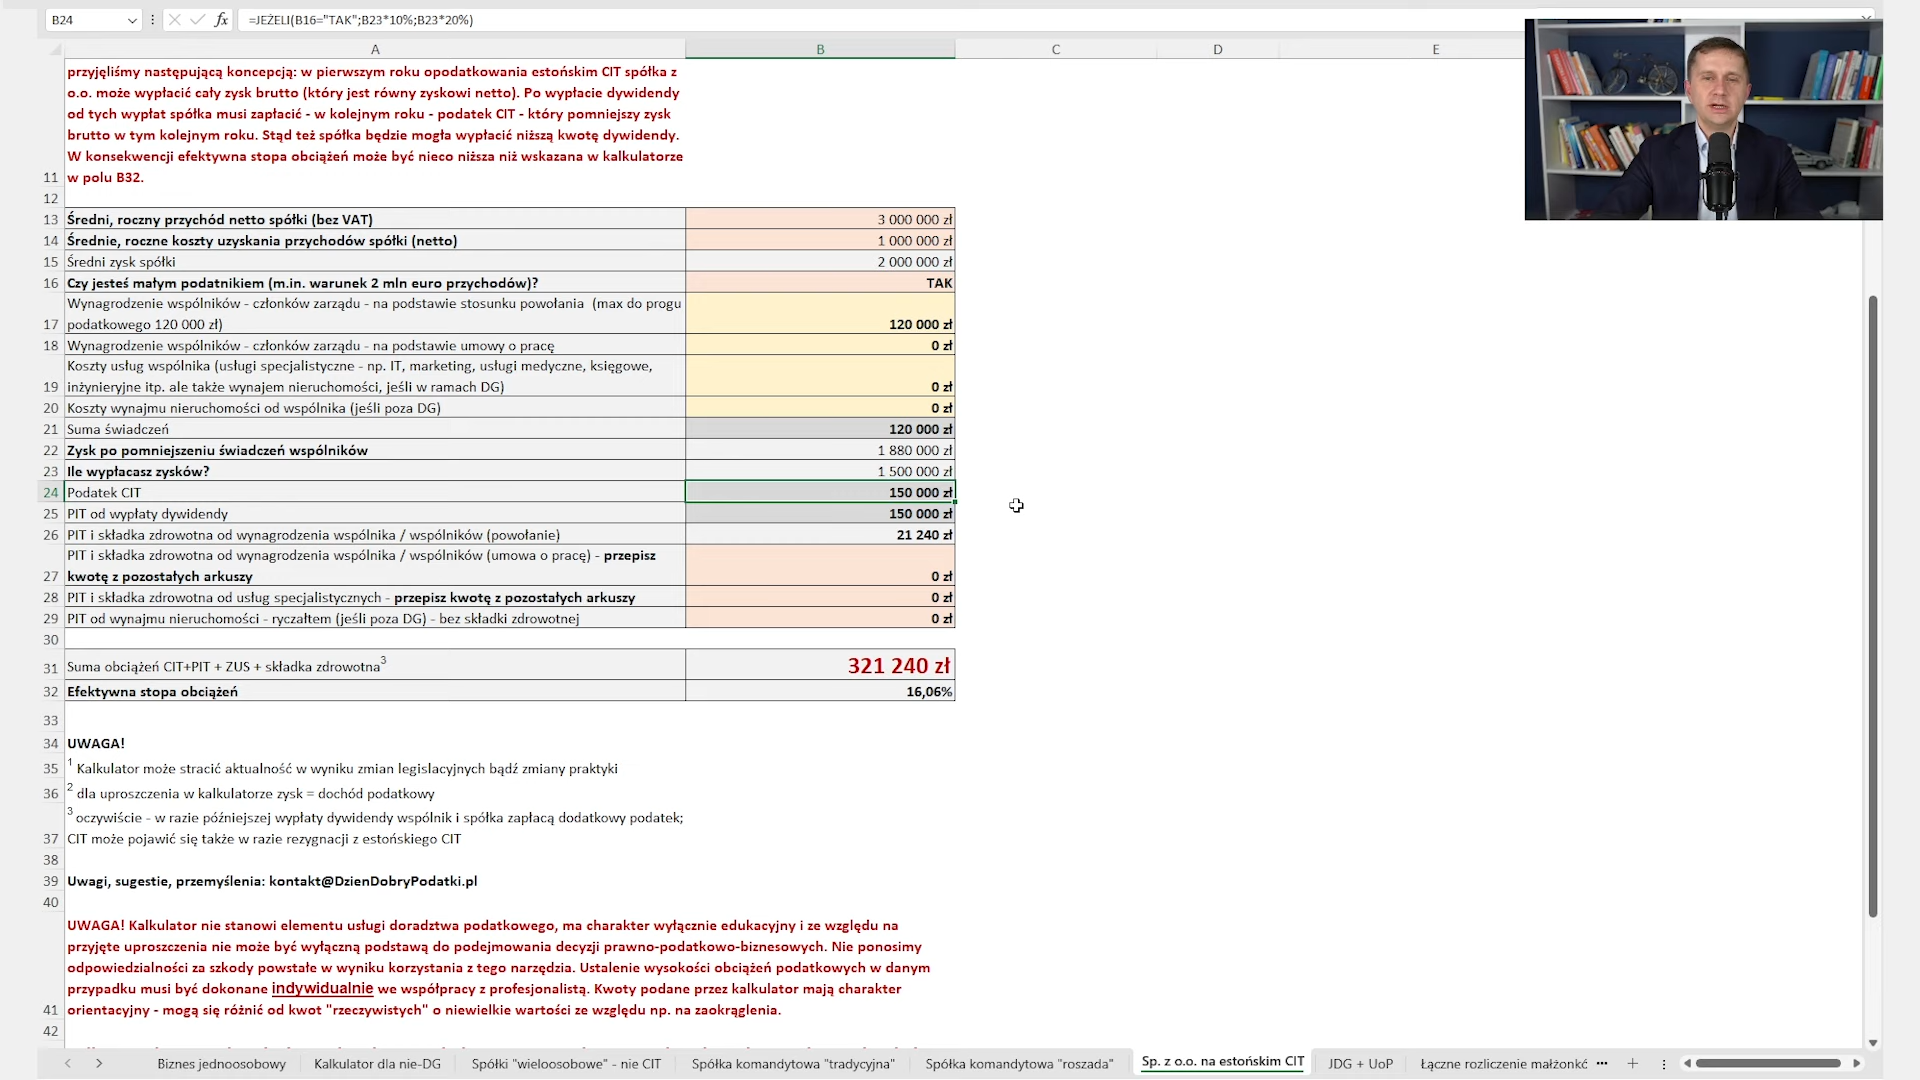 B24
fx
=JEŻELI(B16="TAK";B23*10%;B23*20%)
A B C D E
przyjęliśmy następującą koncepcją: w pierwszym roku opodatkowania estońskim CIT spółka z
o.o. może wypłacić cały zysk brutto (który jest równy zyskowi netto). Po wypłacie dywidendy
od tych wypłat spółka musi zapłacić - w kolejnym roku - podatek CIT - który pomniejszy zysk
brutto w tym kolejnym roku. Stąd też spółka będzie mogła wypłacić niższą kwotę dywidendy.
W konsekwencji efektywna stopa obciążeń może być nieco niższa niż wskazana w kalkulatorze
11 w polu B32.
12
13 Średni, roczny przychód netto spółki (bez VAT) 3 000 000 zł
14 Średnie, roczne koszty uzyskania przychodów spółki (netto) 1 000 000 zł
15 Średni zysk spółki 2 000 000 zł
16 Czy jesteś małym podatnikiem (m.in. warunek 2 mln euro przychodów)? TAK
Wynagrodzenie wspólników - członków zarządu - na podstawie stosunku powołania (max do progu
17 podatkowego 120 000 zł) 120 000 zł
18 Wynagrodzenie wspólników - członków zarządu - na podstawie umowy o pracę 0 zł
Koszty usług wspólnika (usługi specjalistyczne - np. IT, marketing, usługi medyczne, księgowe,
19 inżynieryjne itp. ale także wynajem nieruchomości, jeśli w ramach DG) 0 zł
20 Koszty wynajmu nieruchomości od wspólnika (jeśli poza DG) 0 zł
21 Suma świadczeń 120 000 zł
22 Zysk po pomniejszeniu świadczeń wspólników 1 880 000 zł
23 Ile wypłacasz zysków? 1 500 000 zł
24 Podatek CIT 150 000 zł
25 PIT od wypłaty dywidendy 150 000 zł
26 PIT i składka zdrowotna od wynagrodzenia wspólnika / wspólników (powołanie) 21 240 zł
PIT i składka zdrowotna od wynagrodzenia wspólnika / wspólników (umowa o pracę) - przepisz
27 kwotę z pozostałych arkuszy 0 zł
28 PIT i składka zdrowotna od usług specjalistycznych - przepisz kwotę z pozostałych arkuszy 0 zł
29 PIT od wynajmu nieruchomości - ryczałtem (jeśli poza DG) - bez składki zdrowotnej 0 zł
30
31 Suma obciążeń CIT+PIT + ZUS + składka zdrowotna3 321 240 zł
32 Efektywna stopa obciążeń 16,06%
33
34 UWAGA!
35 1 Kalkulator może stracić aktualność w wyniku zmian legislacyjnych bądź zmiany praktyki
36 2 dla uproszczenia w kalkulatorze zysk = dochód podatkowy
3 oczywiście - w razie późniejszej wypłaty dywidendy wspólnik i spółka zapłacą dodatkowy podatek;
37 CIT może pojawić się także w razie rezygnacji z estońskiego CIT
38
39 Uwagi, sugestie, przemyślenia: kontakt@DzienDobryPodatki.pl
40
UWAGA! Kalkulator nie stanowi elementu usługi doradztwa podatkowego, ma charakter wyłącznie edukacyjny i ze względu na
przyjęte uproszczenia nie może być wyłączną podstawą do podejmowania decyzji prawno-podatkowo-biznesowych. Nie ponosimy
odpowiedzialności za szkody powstałe w wyniku korzystania z tego narzędzia. Ustalenie wysokości obciążeń podatkowych w danym
przypadku musi być dokonane indywidualnie we współpracy z profesjonalistą. Kwoty podane przez kalkulator mają charakter
41 orientacyjny - mogą się różnić od kwot "rzeczywistych" o niewielkie wartości ze względu np. na zaokrąglenia.
42
Biznes jednoosobowy Kalkulator dla nie-DG Spółki "wieloosobowe" - nie CIT Spółka komandytowa "tradycyjna" Spółka komandytowa "roszada" Sp. z o.o. na estońskim CIT JDG + UoP Łączne rozliczenie małżonkó ...